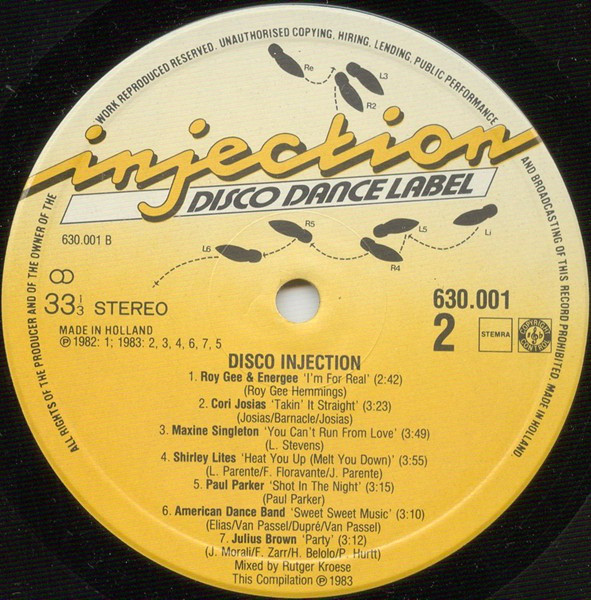 ALL RIGHTS OF THE PRODUCER AND OF THE OWNER OF THE WORK REPRODUCED RESERVED, UNAUTHORISED COPYING, HIRING, LENDING, PUBLIC PERFORMANCE AND BROADCASTING OF THIS RECORD PROHIBITED. MADE IN HOLLAND.
Re
L3
R2
injection
DISCO DANCE LABEL
630.001 B
L6
R5
R4
L5
Li
33 1/3 STEREO
MADE IN HOLLAND
Ⓟ 1982: 1; 1983: 2, 3, 4, 6, 7, 5
630.001
2
STEMRA
COPYRIGHT CONTROL
DISCO INJECTION
1. Roy Gee & Energee 'I'm For Real' (2:42)
(Roy Gee Hemmings)
2. Cori Josias 'Takin' It Straight' (3:23)
(Josias/Barnacle/Josias)
3. Maxine Singleton 'You Can't Run From Love' (3:49)
(L. Stevens)
4. Shirley Lites 'Heat You Up (Melt You Down)' (3:55)
(L. Parente/F. Floravante/J. Parente)
5. Paul Parker 'Shot In The Night' (3:15)
(Paul Parker)
6. American Dance Band 'Sweet Sweet Music' (3:10)
(Elias/Van Passel/Dupré/Van Passel)
7. Julius Brown 'Party' (3:12)
(J. Morali/F. Zarr/H. Belolo/P. Hurtt)
Mixed by Rutger Kroese
This Compilation Ⓟ 1983